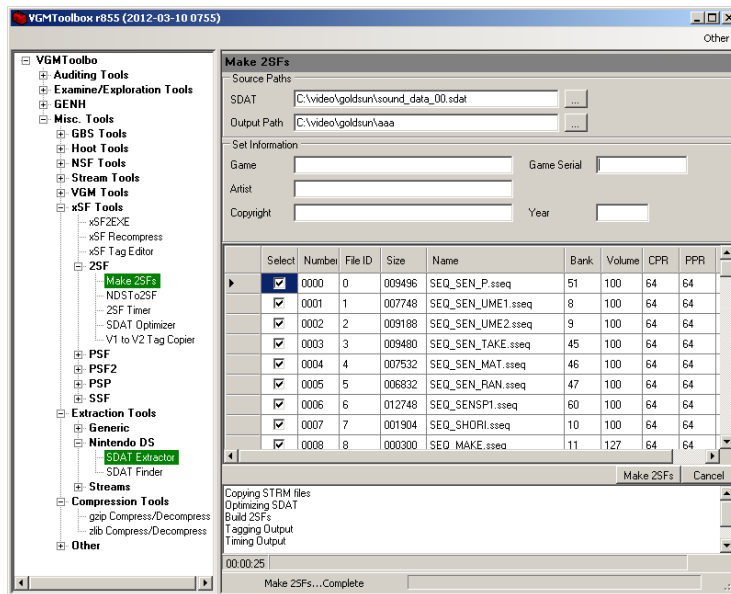 VGMToolbox r855 (2012-03-10 0755)
Other
VGMToolbo
Auditing Tools
Examine/Exploration Tools
GENH
Misc. Tools
GBS Tools
Hoot Tools
NSF Tools
Stream Tools
VGM Tools
xSF Tools
xSF2EXE
xSF Recompress
xSF Tag Editor
2SF
Make 2SFs
NDSTo2SF
2SF Timer
SDAT Optimizer
V1 to V2 Tag Copier
PSF
PSF2
PSP
SSF
Extraction Tools
Generic
Nintendo DS
SDAT Extractor
SDAT Finder
Streams
Compression Tools
gzip Compress/Decompress
zlib Compress/Decompress
Other
Make 2SFs
Source Paths
SDAT C:\video\goldsun\sound_data_00.sdat ...
Output Path C:\video\goldsun\aaa ...
Set Information
Game Game Serial
Artist
Copyright Year
Select Number File ID Size Name Bank Volume CPR PPR
0000 0 009496 SEQ_SEN_P.sseq 51 100 64 64
0001 1 007748 SEQ_SEN_UME1.sseq 8 100 64 64
0002 2 009188 SEQ_SEN_UME2.sseq 9 100 64 64
0003 3 009480 SEQ_SEN_TAKE.sseq 45 100 64 64
0004 4 007532 SEQ_SEN_MAT.sseq 46 100 64 64
0005 5 006832 SEQ_SEN_RAN.sseq 47 100 64 64
0006 6 012748 SEQ_SENSP1.sseq 60 100 64 64
0007 7 001904 SEQ_SHORI.sseq 10 100 64 64
0008 8 000300 SEQ_MAKE.sseq 11 127 64 64
Make 2SFs Cancel
Copying STRM files
Optimizing SDAT
Build 2SFs
Tagging Output
Timing Output
00:00:25
Make 2SFs...Complete